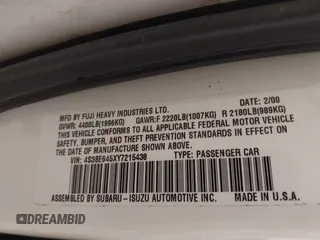 MFD BY FUJI HEAVY INDUSTRIES LTD. DATE: 2/00
GVWR: 4400LB(1996KG) GAWR:F 2220LB(1007KG) R 2180LB(989KG)
THIS VEHICLE CONFORMS TO ALL APPLICABLE FEDERAL MOTOR VEHICLE
SAFETY, BUMPER, AND THEFT PREVENTION STANDARDS IN EFFECT ON
THE DATE OF MANUFACTURE SHOWN ABOVE.
VIN: 4S3BE645XY7215438 TYPE: PASSENGER CAR
ASSEMBLED BY SUBARU-ISUZU AUTOMOTIVE INC. MADE IN U.S.A.
DREAMBID